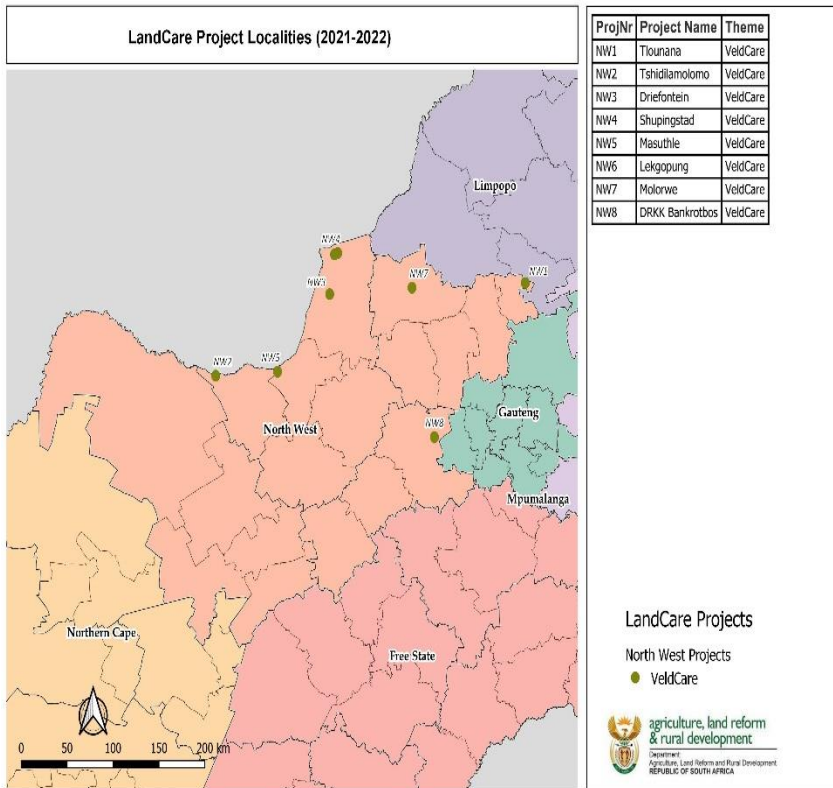 LandCare Project Localities (2021-2022)
ProjNr Project Name Theme
NW1 Tlounana VeldCare
NW2 Tshidilamolomo VeldCare
NW3 Driefontein VeldCare
NW4 Shupingstad VeldCare
NW5 Masuthle VeldCare
NW6 Lekgopung VeldCare
NW7 Molorwe VeldCare
NW8 DRKK Bankrotbos VeldCare
Limpopo
NW4
NW3
NW7
NW1
NW7
NW5
NW8
North West
Gauteng
Mpumalanga
Northern Cape
Free State
0 50 100 150 200 km
LandCare Projects
North West Projects
VeldCare
agriculture, land reform
& rural development
Department:
Agriculture, Land Reform and Rural Development
REPUBLIC OF SOUTH AFRICA